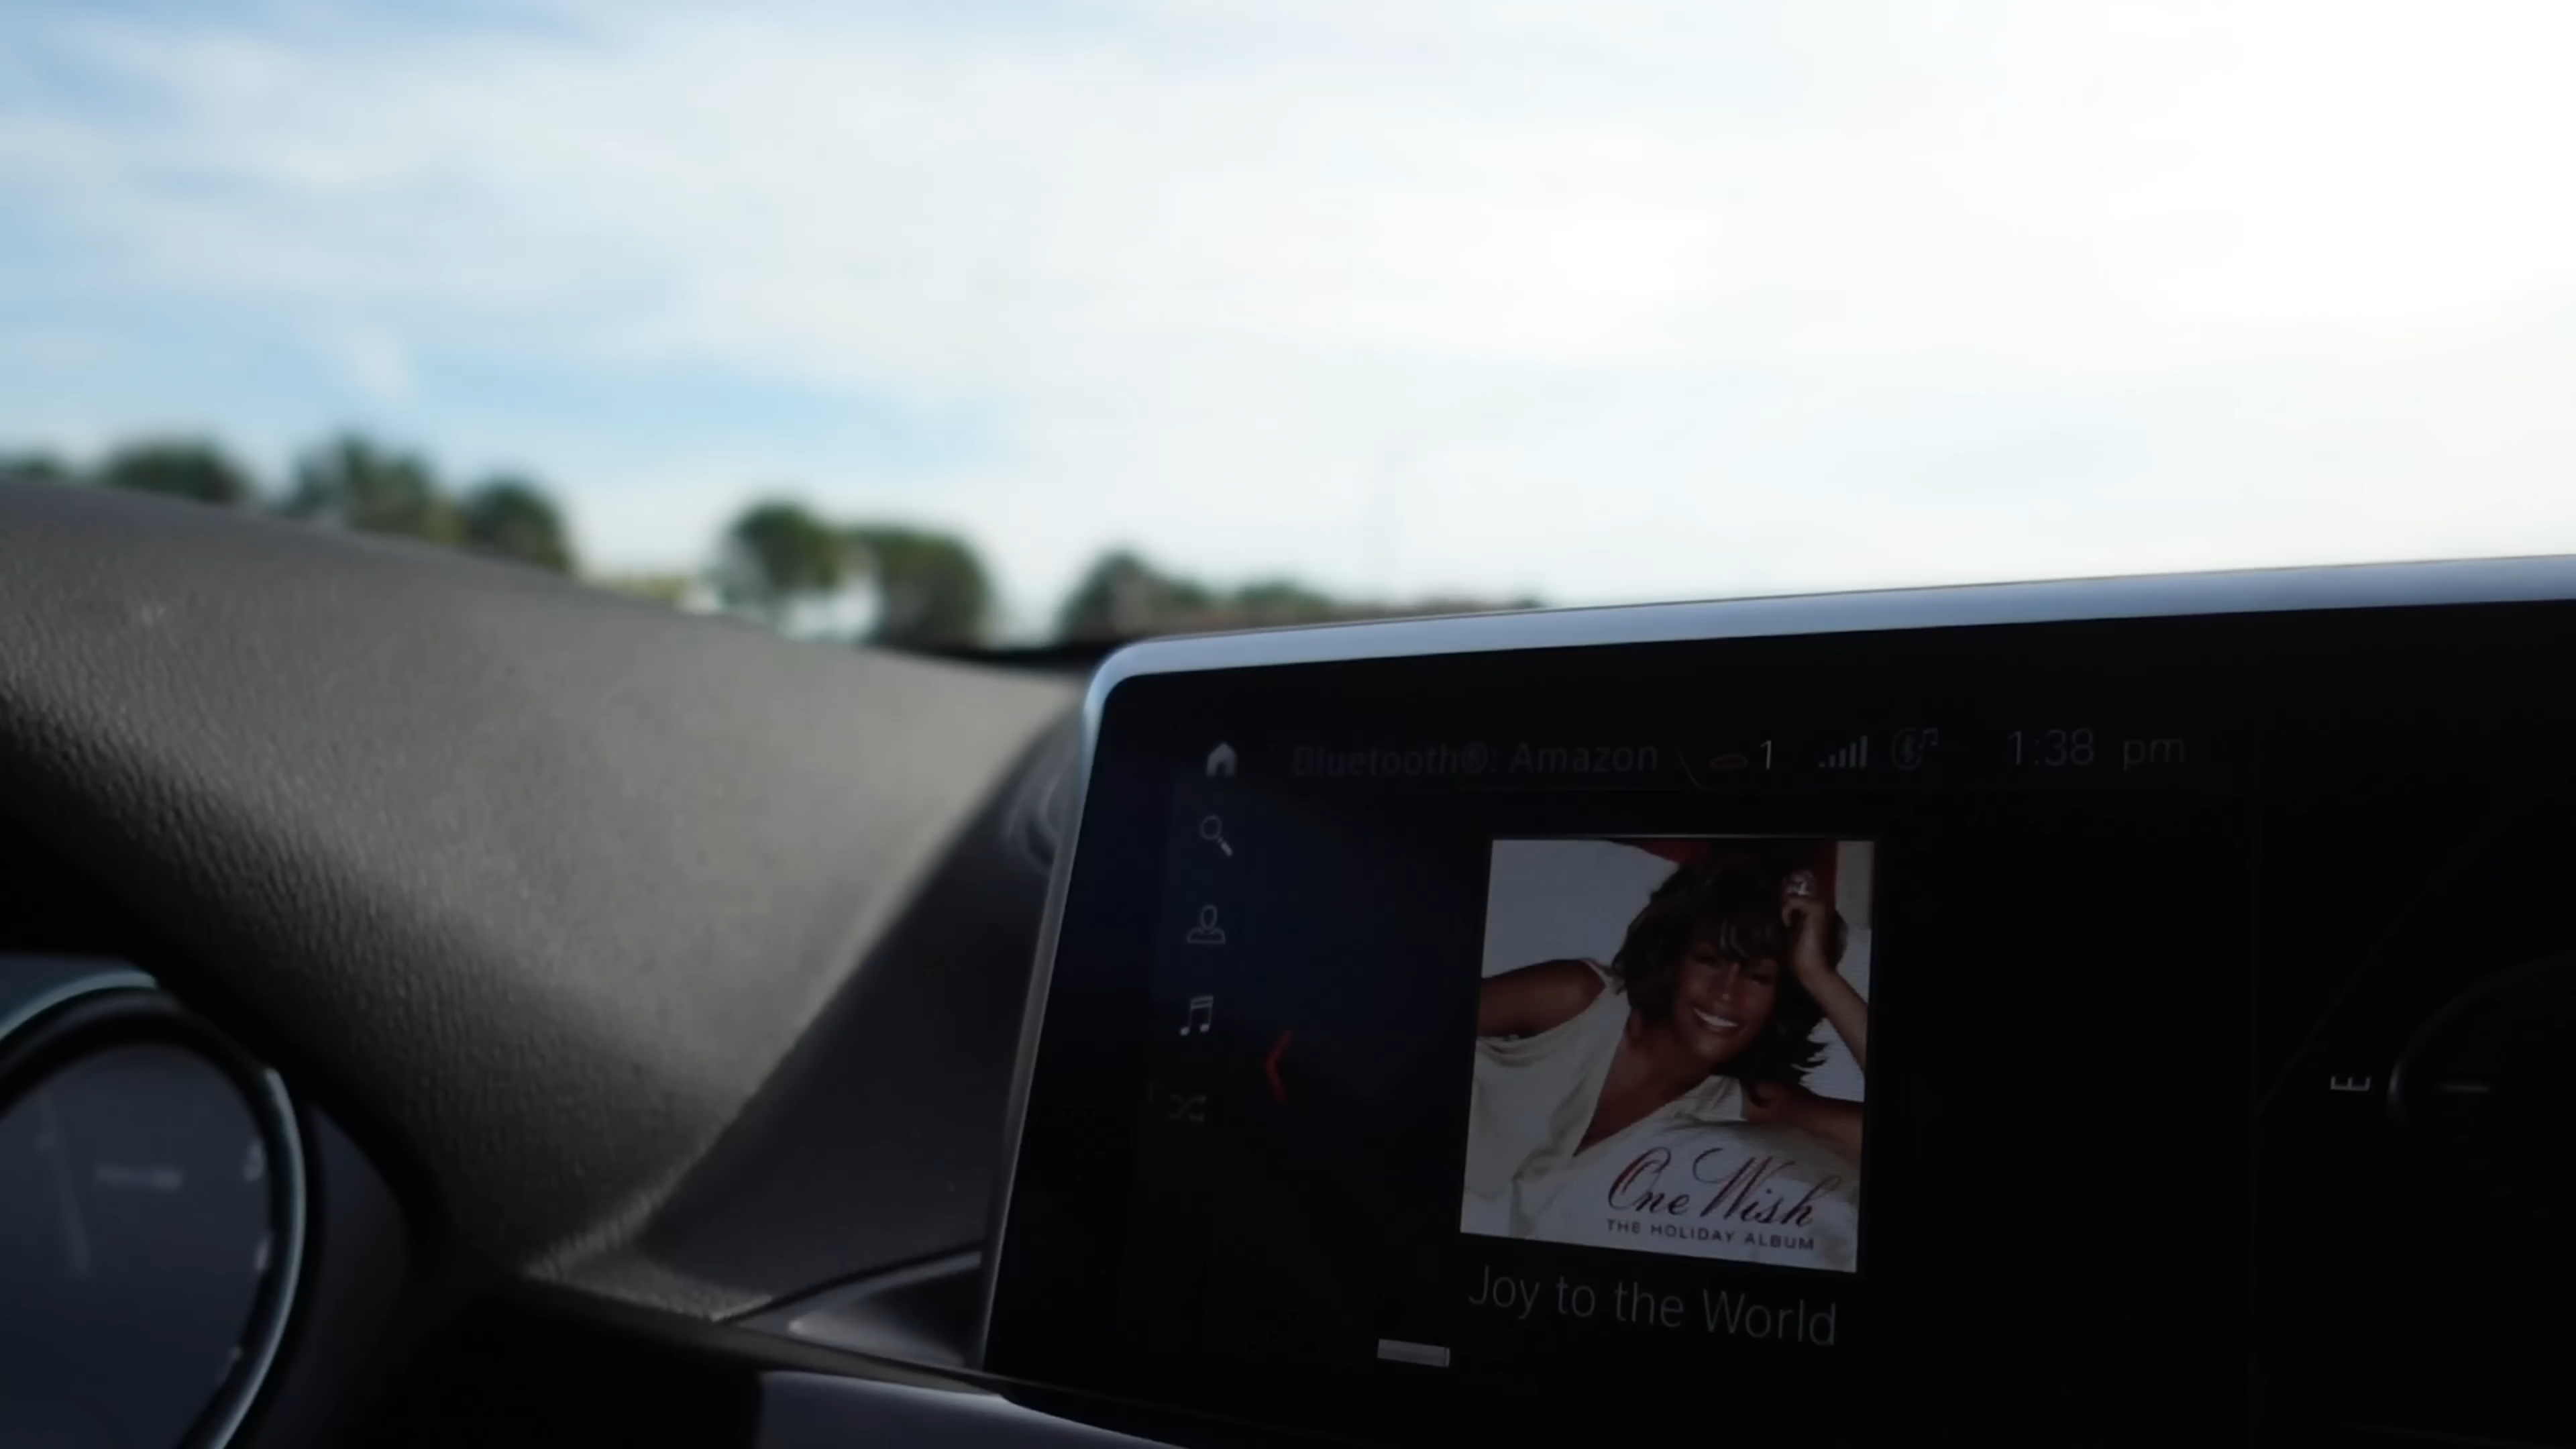 Bluetooth®: Amazon 1 1:38 pm
One Wish
THE HOLIDAY ALBUM
Joy to the World
E